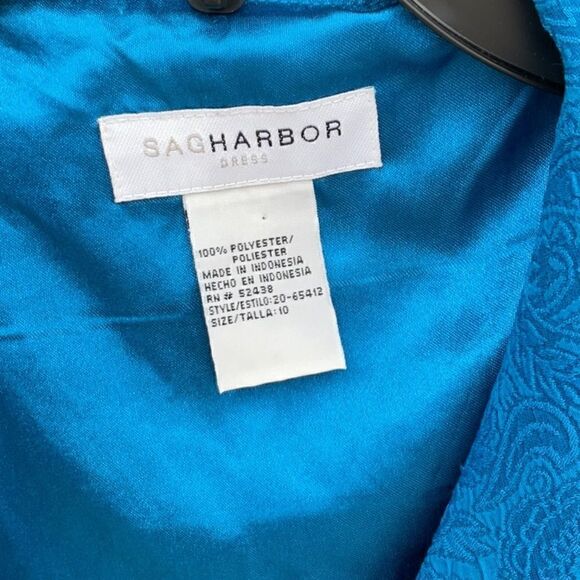 SAGHARBOR
DRESS
100% POLYESTER/
POLIESTER
MADE IN INDONESIA
HECHO EN INDONESIA
RN # 52438
STYLE/ESTILO:20-65412
SIZE/TALLA:10